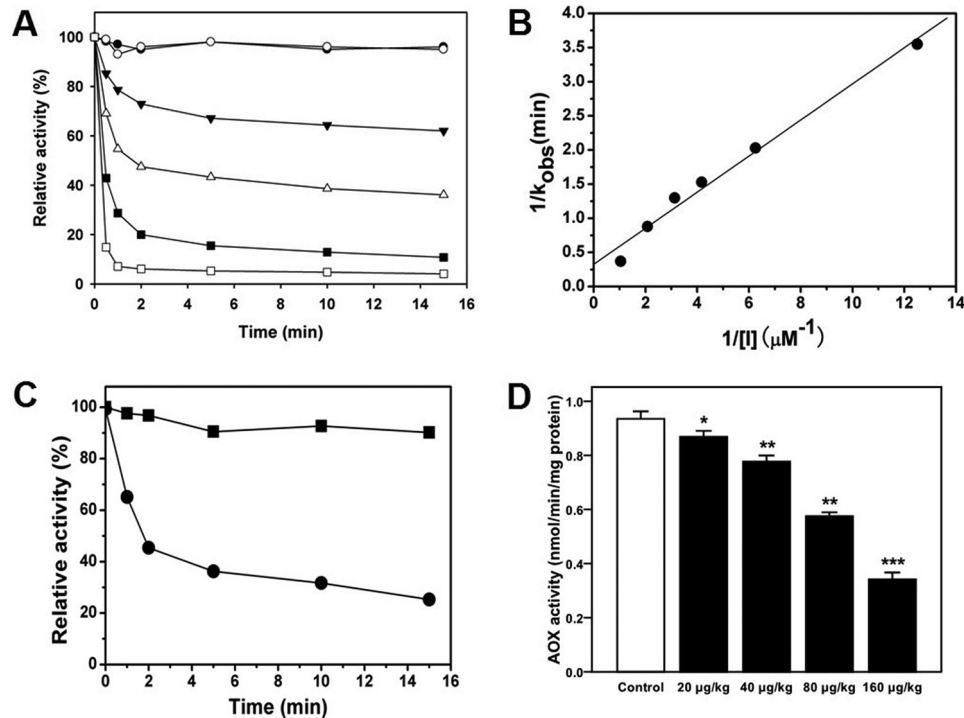 A
Relative activity (%)
100
80
60
40
20
0
0 2 4 6 8 10 12 14 16
Time (min)
B
1/kobs(min)
4.0
3.5
3.0
2.5
2.0
1.5
1.0
0.5
0.0
0 2 4 6 8 10 12 14
1/[I] (μM-1)
C
Relative activity (%)
100
80
60
40
20
0
0 2 4 6 8 10 12 14 16
Time (min)
D
AOX activity (nmol/min/mg protein)
1.0
0.8
0.6
0.4
0.2
0.0
*
**
**
***
Control 20 μg/kg 40 μg/kg 80 μg/kg 160 μg/kg